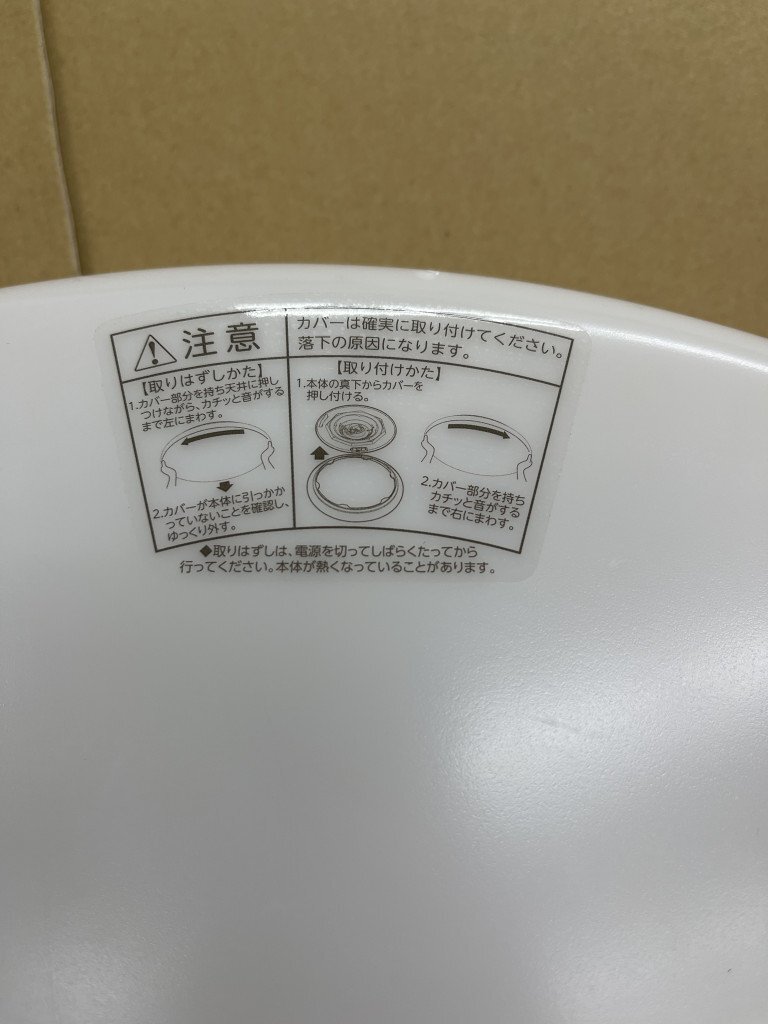 注意
カバーは確実に取り付けてください。
落下の原因になります。
【取りはずしかた】
1.カバー部分を持ち天井に押し
つけながら、カチッと音がする
まで左にまわす。
2.カバーが本体に引っかか
っていないことを確認し、
ゆっくり外す。
【取り付けかた】
1.本体の真下からカバーを
押し付ける。
2.カバー部分を持ち
カチッと音がする
まで右にまわす。
◆取りはずしは、電源を切ってしばらくたってから
行ってください。本体が熱くなっていることがあります。